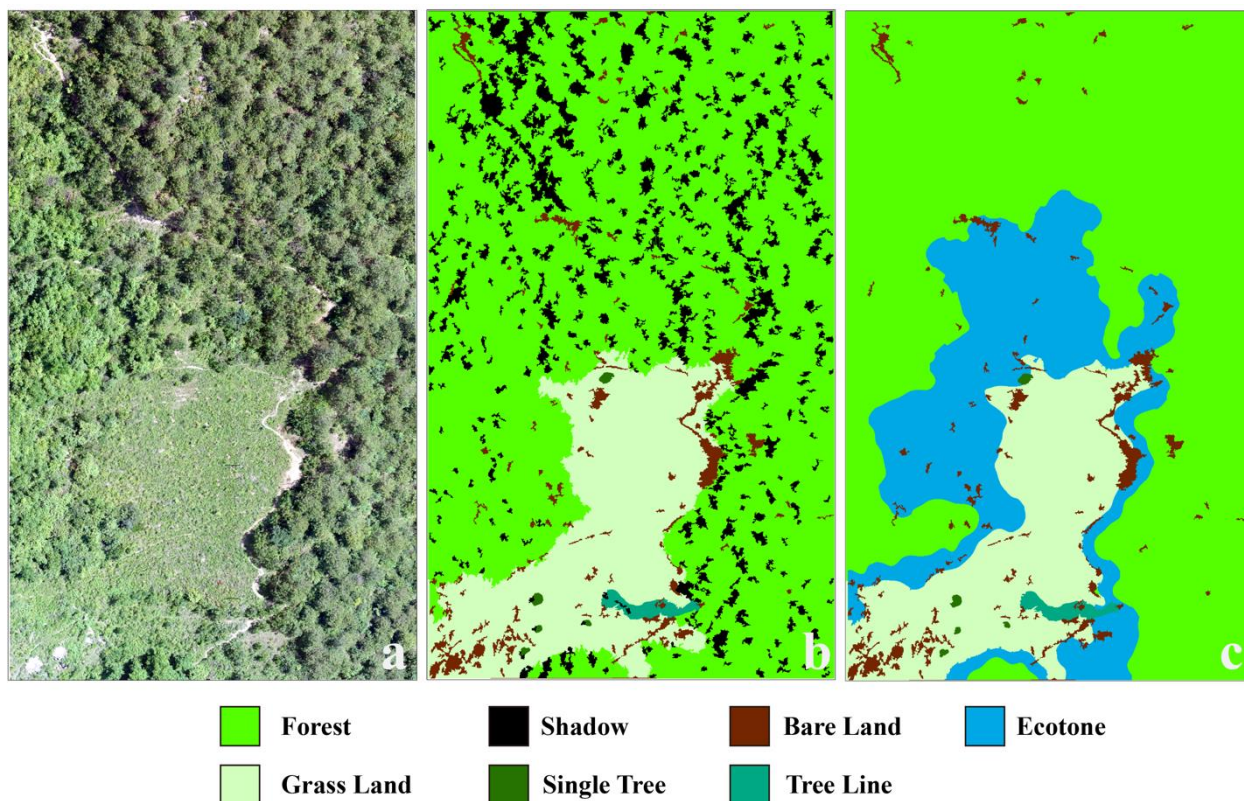 a
b
c
Forest
Shadow
Bare Land
Ecotone
Grass Land
Single Tree
Tree Line